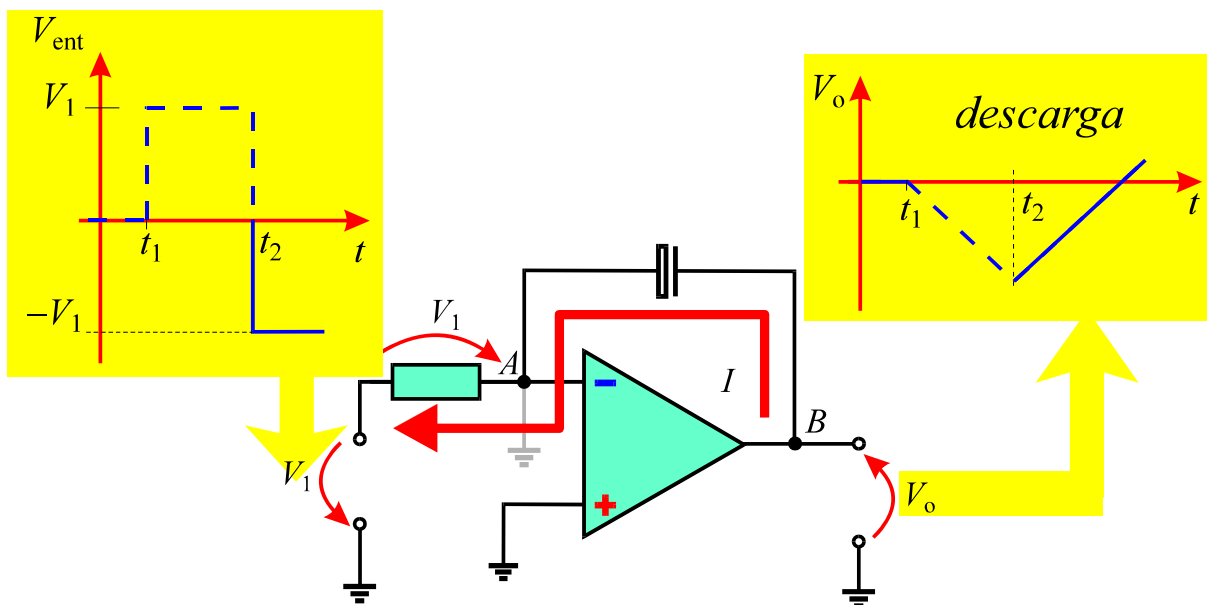 V_ent
V_1
t_1
t_2
t
−V_1
V_o
descarga
t_1
t_2
t
V_1
A
I
B
V_1
V_o